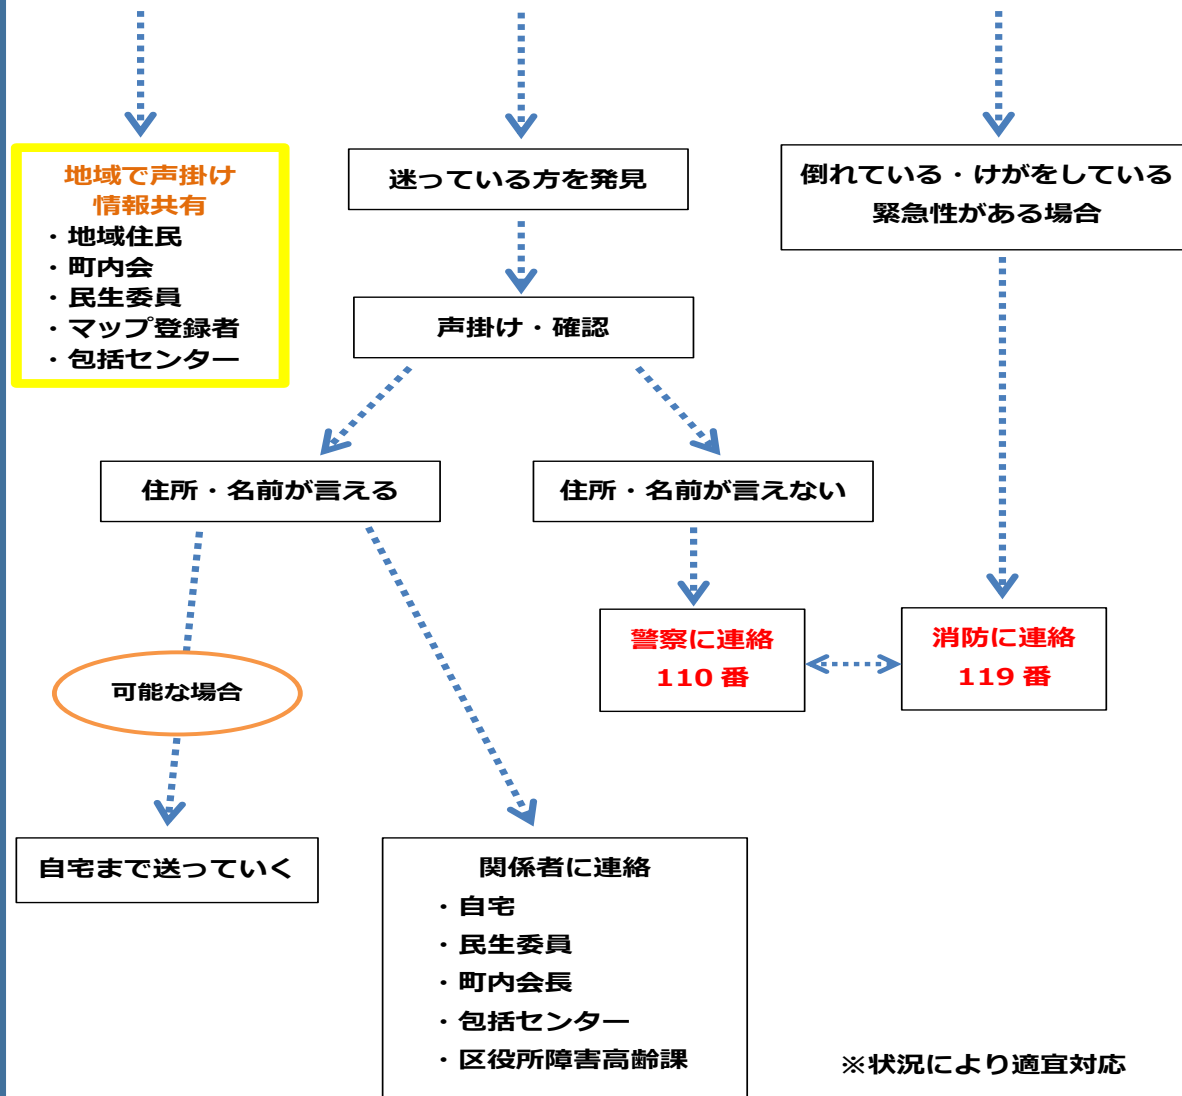 地域で声掛け
情報共有
・地域住民
・町内会
・民生委員
・マップ登録者
・包括センター
迷っている方を発見
倒れている・けがをしている
緊急性がある場合
声掛け・確認
住所・名前が言える
住所・名前が言えない
警察に連絡
110 番
消防に連絡
119 番
可能な場合
自宅まで送っていく
関係者に連絡
・自宅
・民生委員
・町内会長
・包括センター
・区役所障害高齢課
※状況により適宜対応